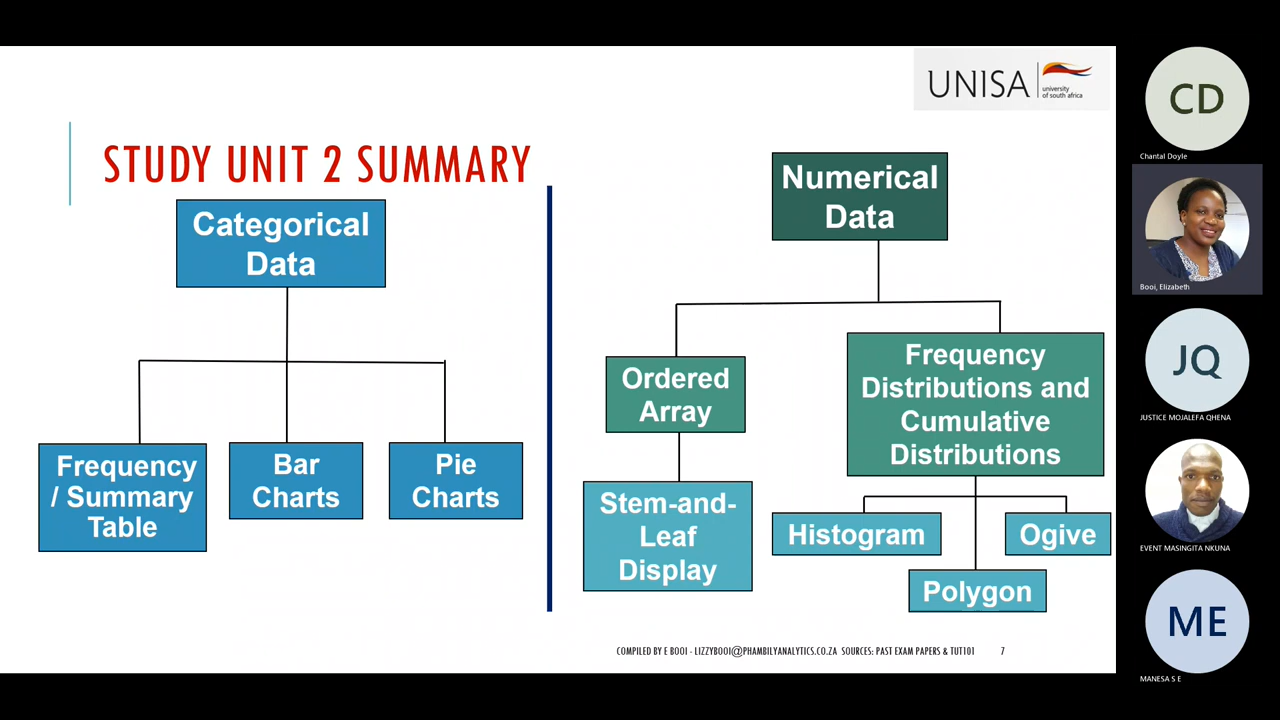 UNISA
university
of south africa
STUDY UNIT 2 SUMMARY
Categorical
Data
Frequency
/ Summary
Table
Bar
Charts
Pie
Charts
Numerical
Data
Ordered
Array
Stem-and-
Leaf
Display
Frequency
Distributions and
Cumulative
Distributions
Histogram
Ogive
Polygon
COMPILED BY E BOOI - LIZZYBOOI@PHAMBILYANALYTICS.CO.ZA SOURCES: PAST EXAM PAPERS & TUT101
7
CD
Chantal Doyle
Booi, Elizabeth
JQ
JUSTICE MOJALEFA QHENA
EVENT MASINGITA NKUNA
ME
MANESA S E